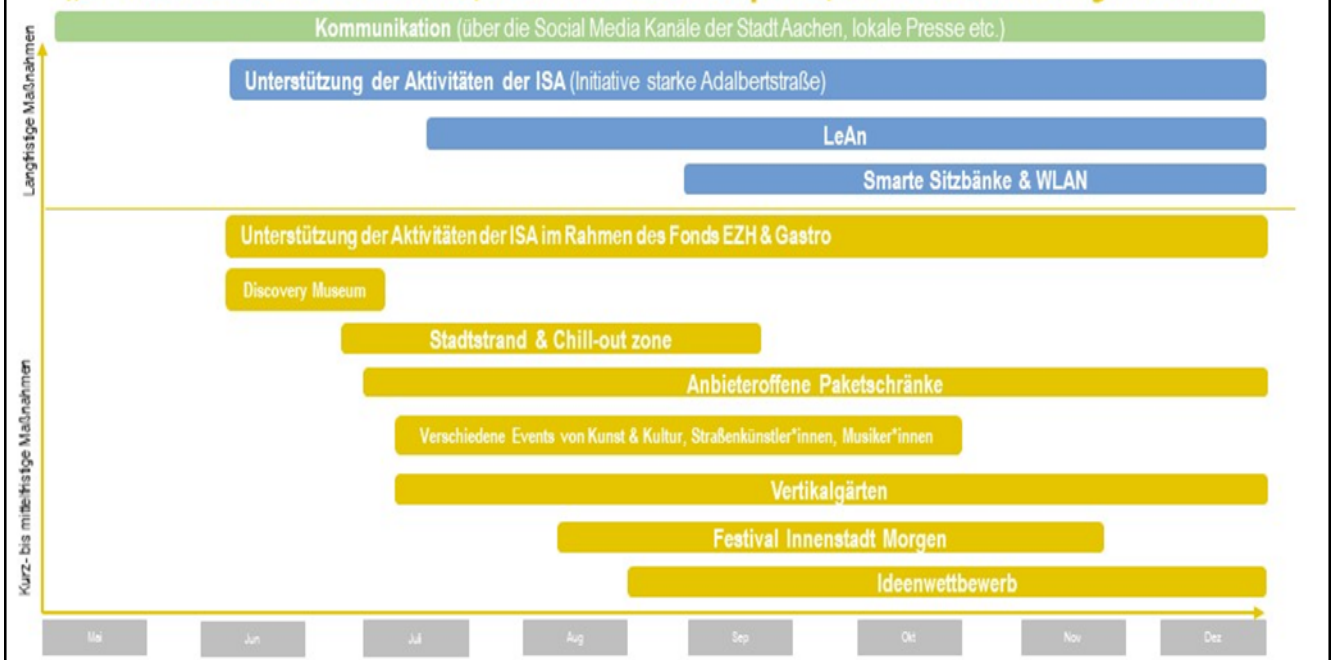 Kommunikation (über die Social Media Kanäle der Stadt Aachen, lokale Presse etc.)
Langfristige Maßnahmen
Unterstützung der Aktivitäten der ISA (Initiative starke Adalbertstraße)
LeAn
Smarte Sitzbänke & WLAN
Kurz- bis mittelfristige Maßnahmen
Unterstützung der Aktivitäten der ISA im Rahmen des Fonds EZH & Gastro
Discovery Museum
Stadtstrand & Chill-out zone
Anbieteroffene Paketschränke
Verschiedene Events von Kunst & Kultur, Straßenkünstler*innen, Musiker*innen
Vertikalgärten
Festival Innenstadt Morgen
Ideenwettbewerb
Mai Jun Juli Aug Sep Okt Nov Dez